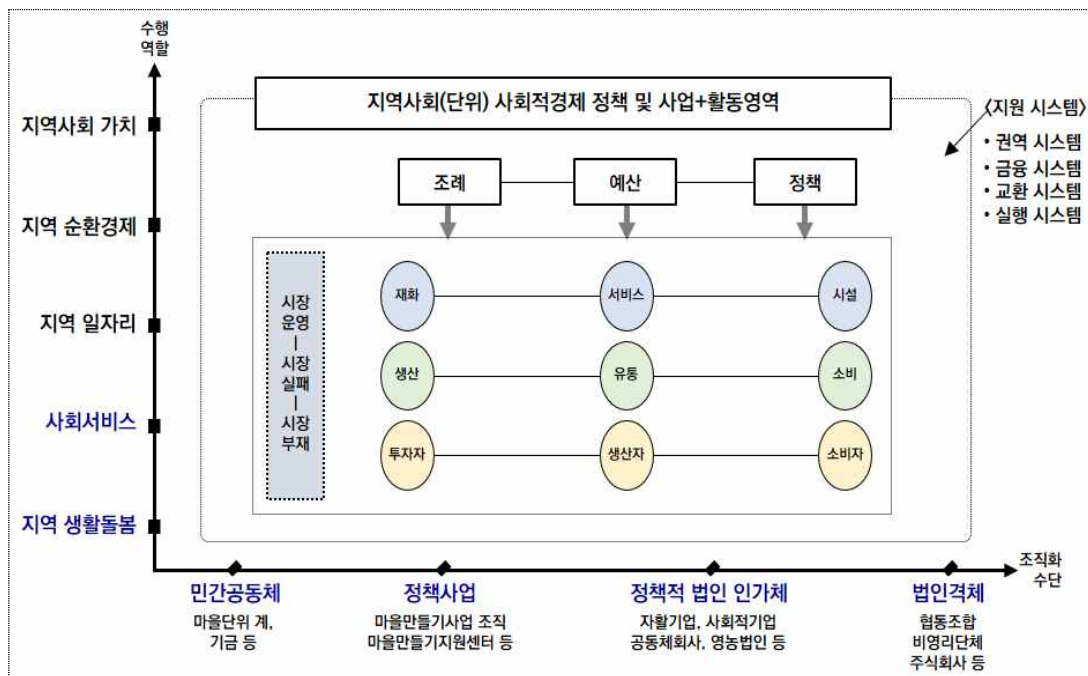 수행
역할
지역사회(단위) 사회적경제 정책 및 사업+활동영역
〈지원 시스템〉
• 권역 시스템
• 금융 시스템
• 교환 시스템
• 실행 시스템
지역사회 가치
지역 순환경제
지역 일자리
사회서비스
지역 생활돌봄
조례
예산
정책
시장
운영
|
시장
실패
|
시장
부재
재화
서비스
시설
생산
유통
소비
투자자
생산자
소비자
조직화
수단
민간공동체
마을단위 계,
기금 등
정책사업
마을만들기사업 조직
마을만들기지원센터 등
정책적 법인 인가체
자활기업, 사회적기업
공동체회사, 영농법인 등
법인격체
협동조합
비영리단체
주식회사 등